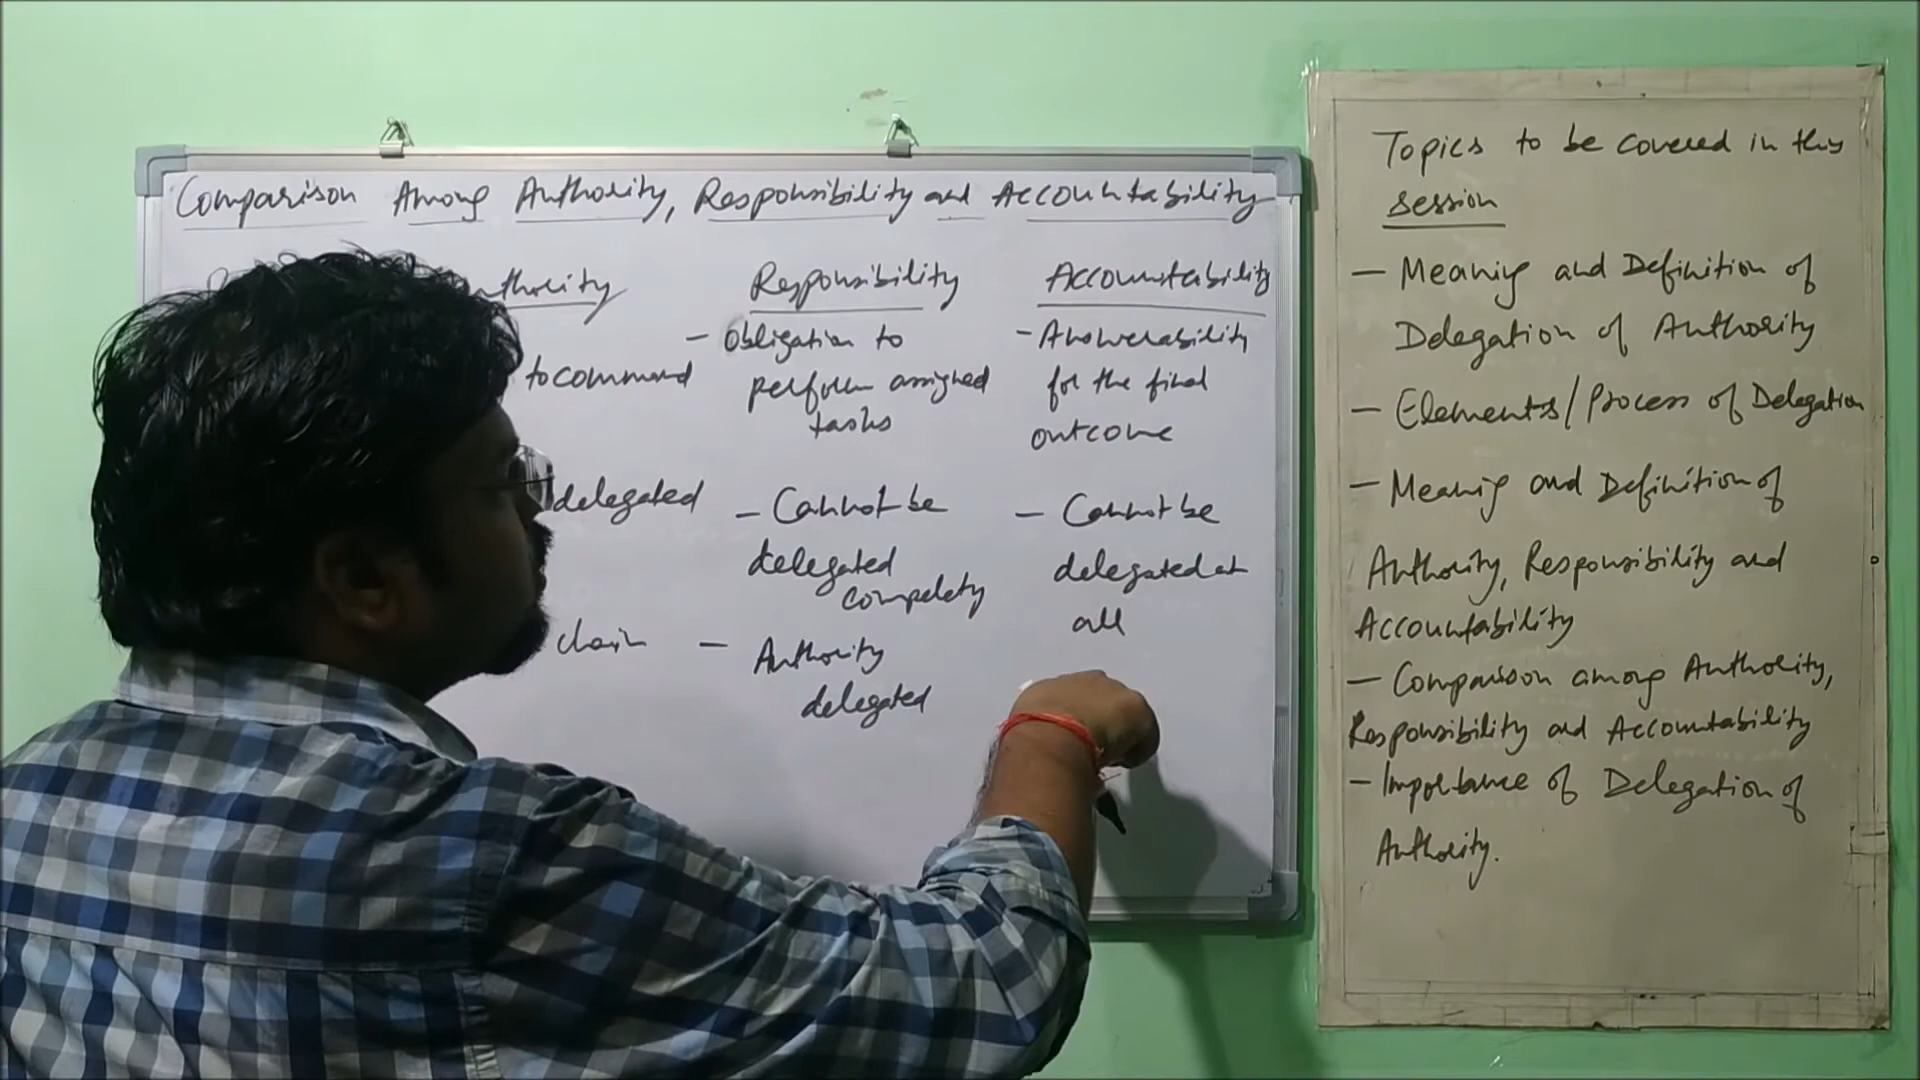 Comparison Among Authority, Responsibility and Accountability
Authority
to command
delegated
chain
Responsibility
- Obligation to
perform assigned
tasks
- Cannot be
delegated
complety
- Authority
delegated
Accountability
- Answerability
for the final
outcome
- Cannot be
delegated at
all
Topics to be covered in this
session
- Meaning and Definition of
Delegation of Authority
- Elements/Process of Delegation
- Meaning and Definition of
Authority, Responsibility and
Accountability
- Comparison among Authority,
Responsibility and Accountability
- Importance of Delegation of
Authority.